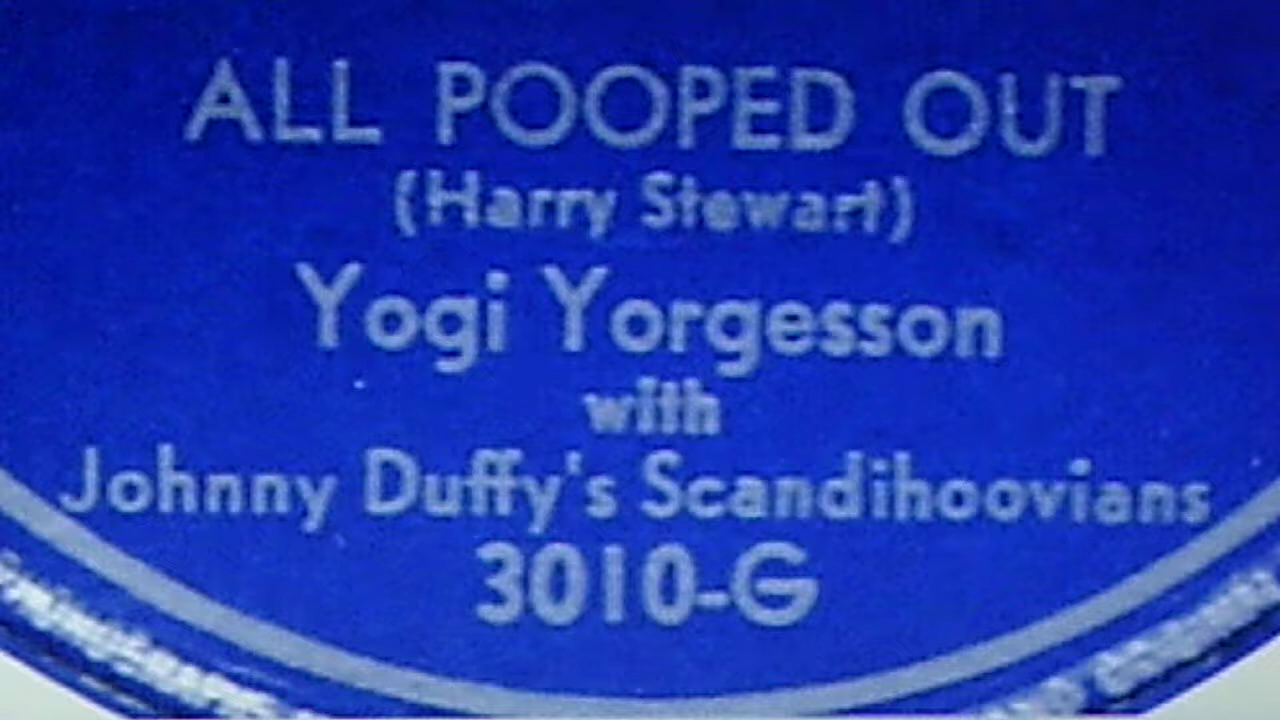 ALL POOPED OUT
(Harry Stewart)
Yogi Yorgesson
with
Johnny Duffy's Scandihoovians
3010-G